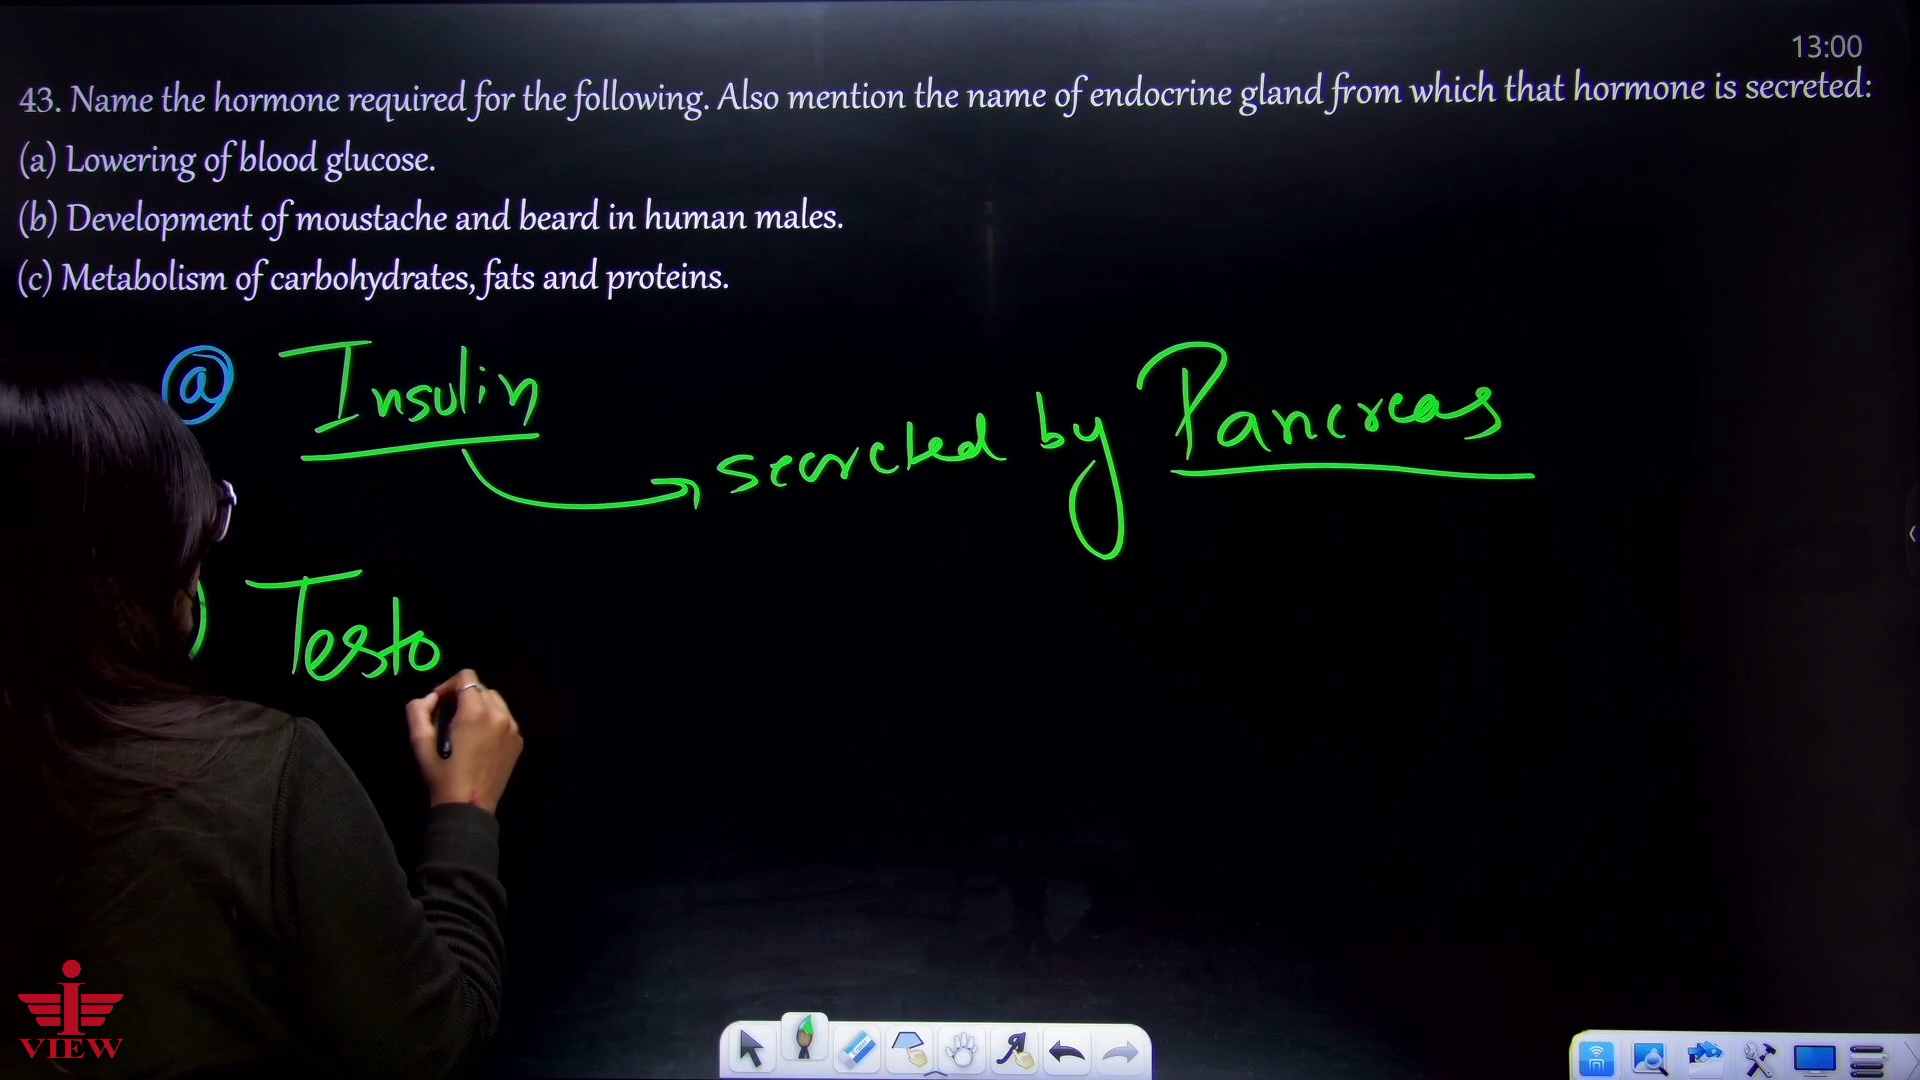 13:00
43. Name the hormone required for the following. Also mention the name of endocrine gland from which that hormone is secreted:
(a) Lowering of blood glucose.
(b) Development of moustache and beard in human males.
(c) Metabolism of carbohydrates, fats and proteins.
(a) Insulin
secreted by Pancreas
) Testo
VIEW